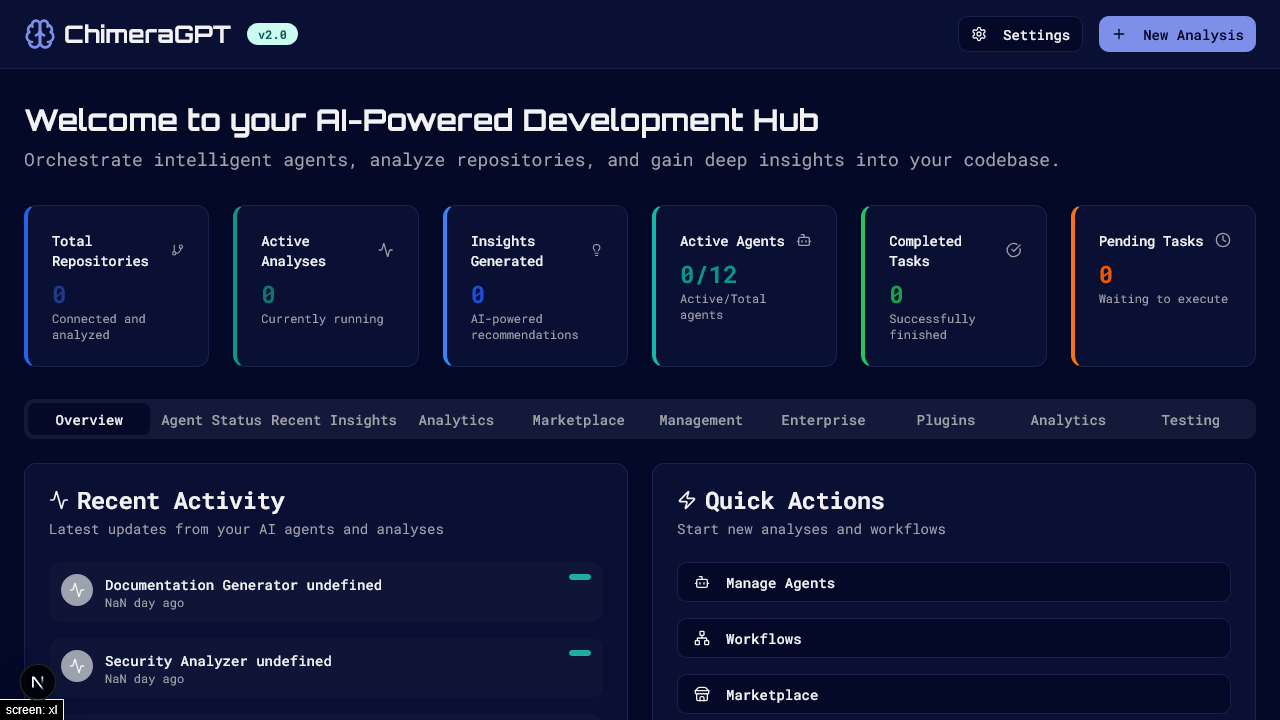 ChimeraGPT
v2.0
Settings
New Analysis
Welcome to your AI-Powered Development Hub
Orchestrate intelligent agents, analyze repositories, and gain deep insights into your codebase.
Total
Repositories
0
Connected and
analyzed
Active
Analyses
0
Currently running
Insights
Generated
0
AI-powered
recommendations
Active Agents
0/12
Active/Total
agents
Completed
Tasks
0
Successfully
finished
Pending Tasks
0
Waiting to execute
Overview
Agent Status
Recent Insights
Analytics
Marketplace
Management
Enterprise
Plugins
Analytics
Testing
Recent Activity
Latest updates from your AI agents and analyses
Documentation Generator undefined
NaN day ago
Security Analyzer undefined
NaN day ago
Quick Actions
Start new analyses and workflows
Manage Agents
Workflows
Marketplace
N
screen: xl